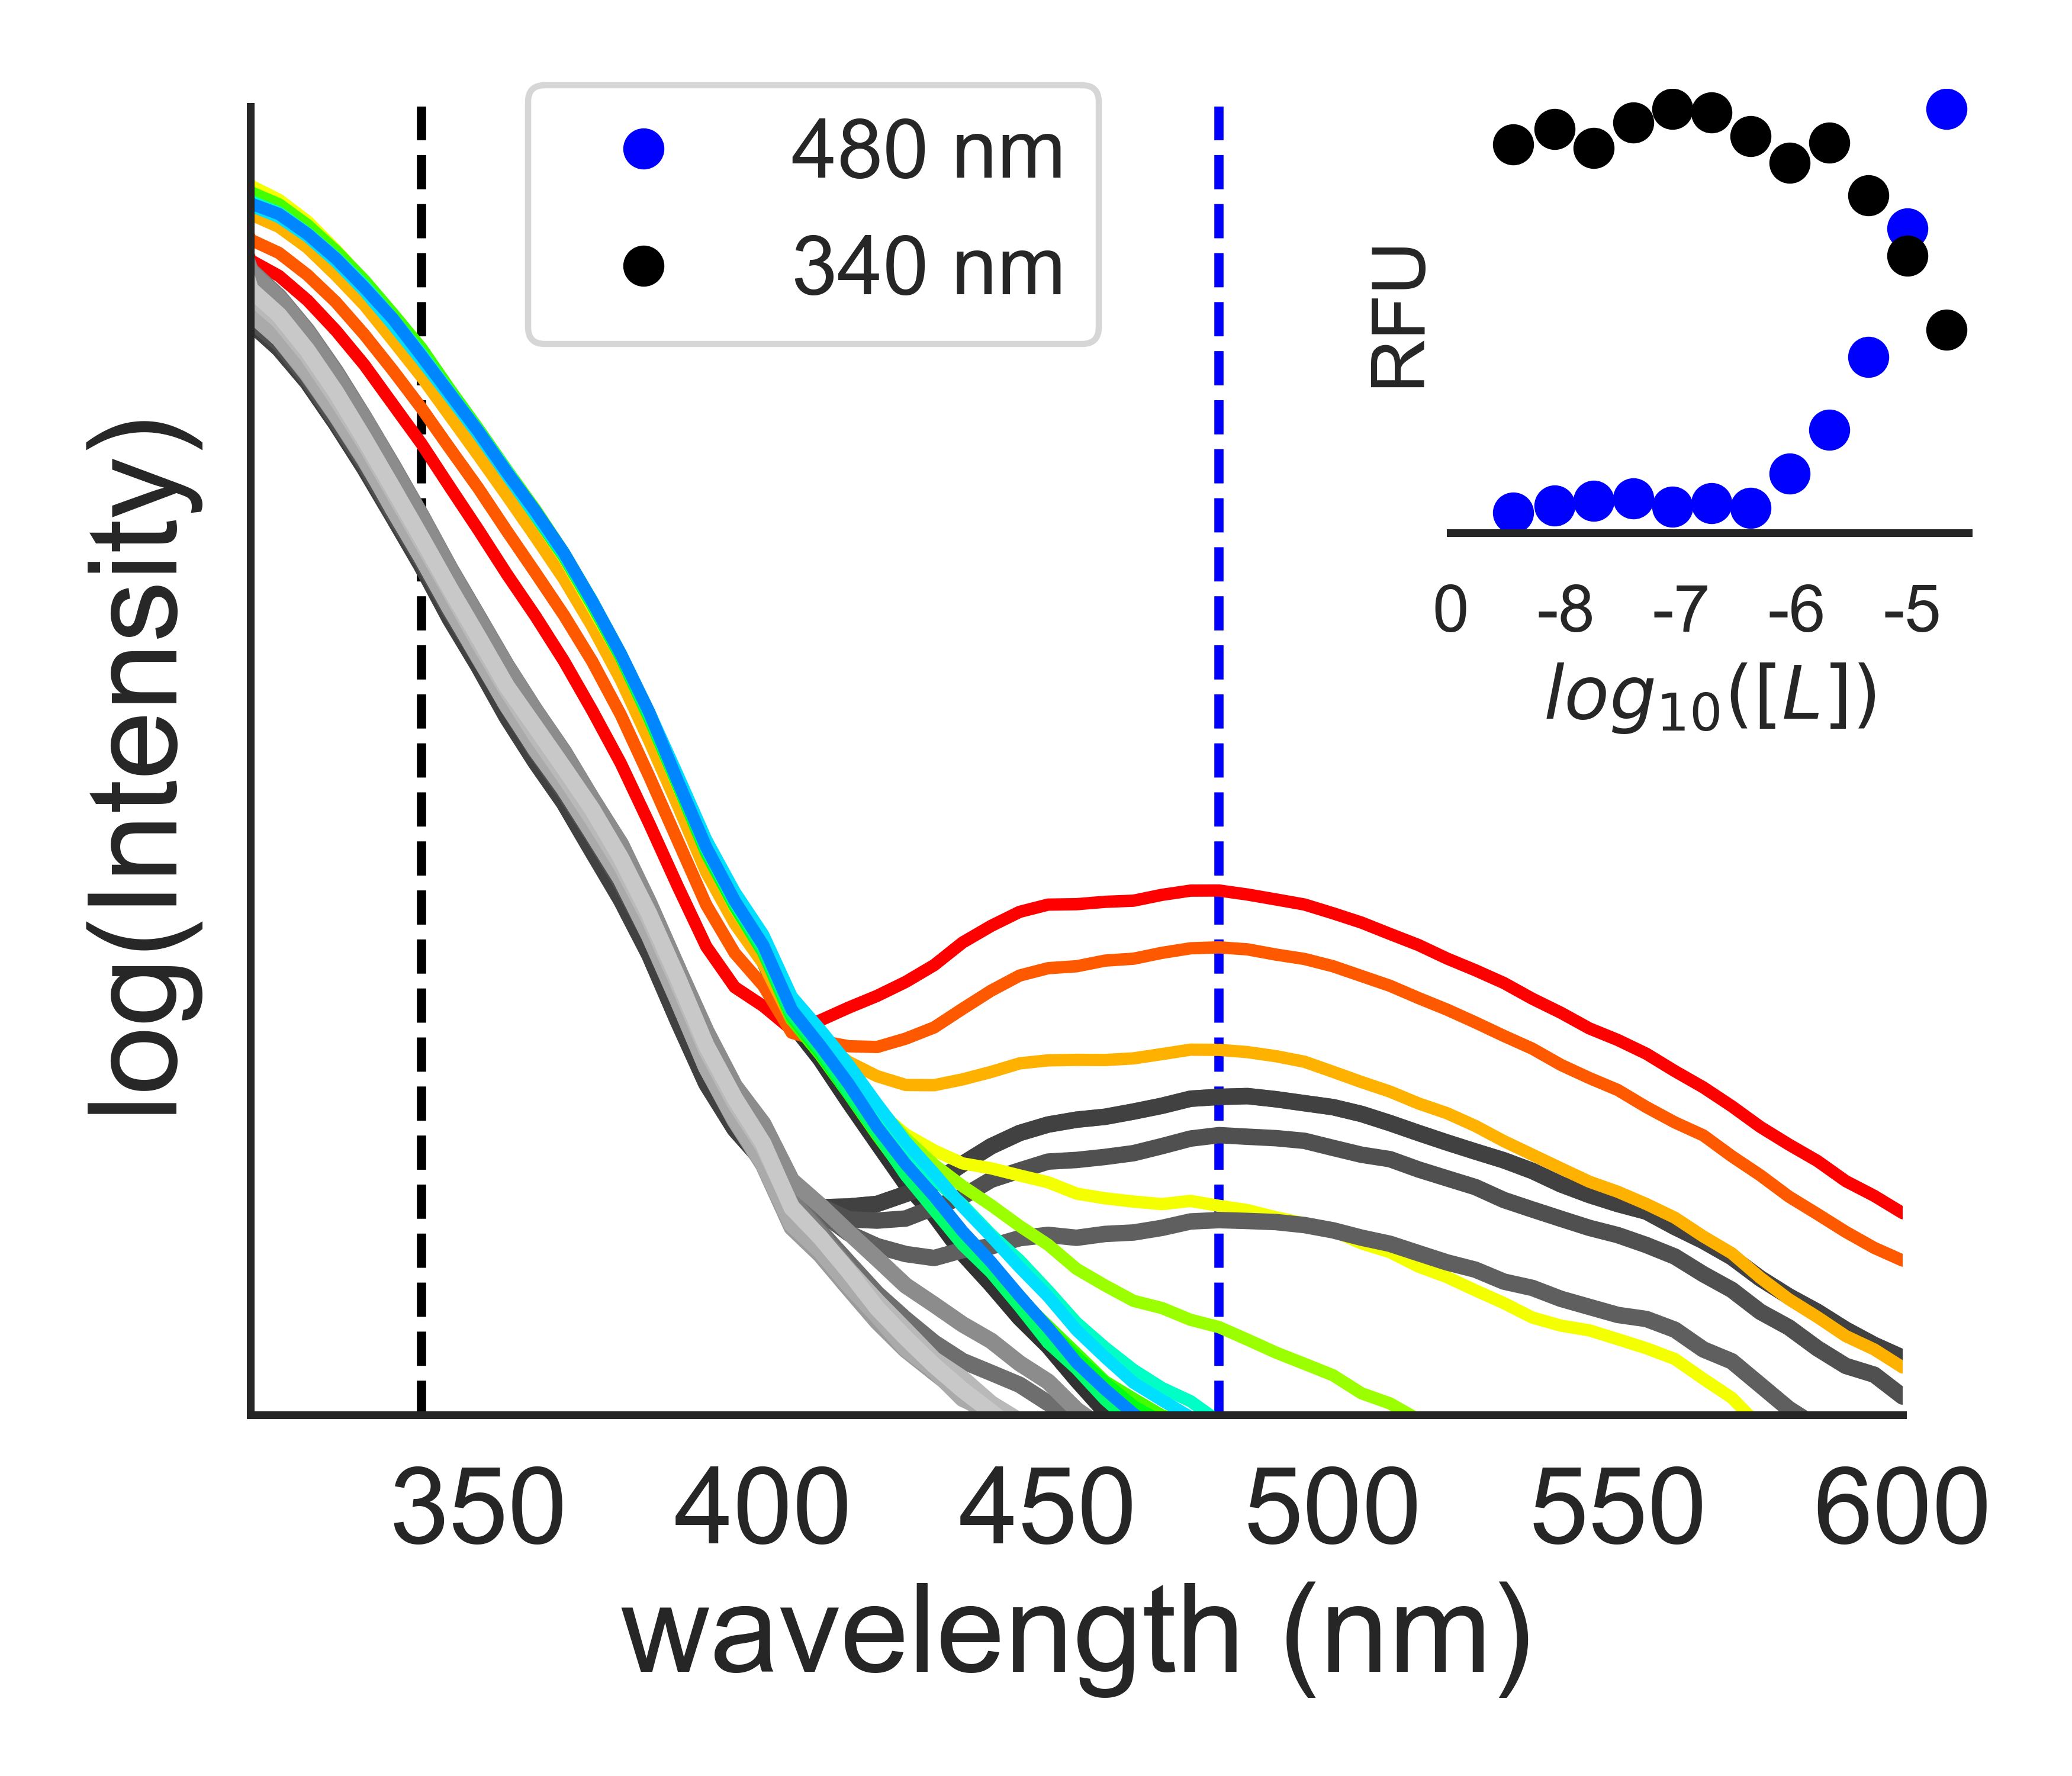 480 nm
340 nm
RFU
0 -8 -7 -6 -5
log10([L])
log(Intensity)
350 400 450 500 550 600
wavelength (nm)